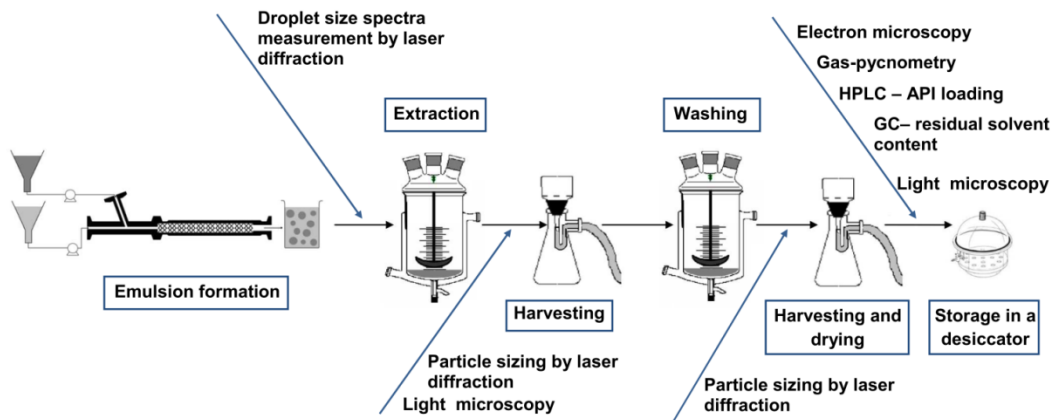 Droplet size spectra
measurement by laser
diffraction
Electron microscopy
Gas-pycnometry
HPLC – API loading
GC– residual solvent
content
Light microscopy
Extraction
Washing
Emulsion formation
Harvesting
Harvesting and
drying
Storage in a
desiccator
Particle sizing by laser
diffraction
Light microscopy
Particle sizing by laser
diffraction